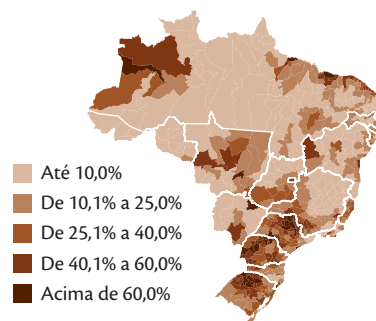 Até 10,0%
De 10,1% a 25,0%
De 25,1% a 40,0%
De 40,1% a 60,0%
Acima de 60,0%